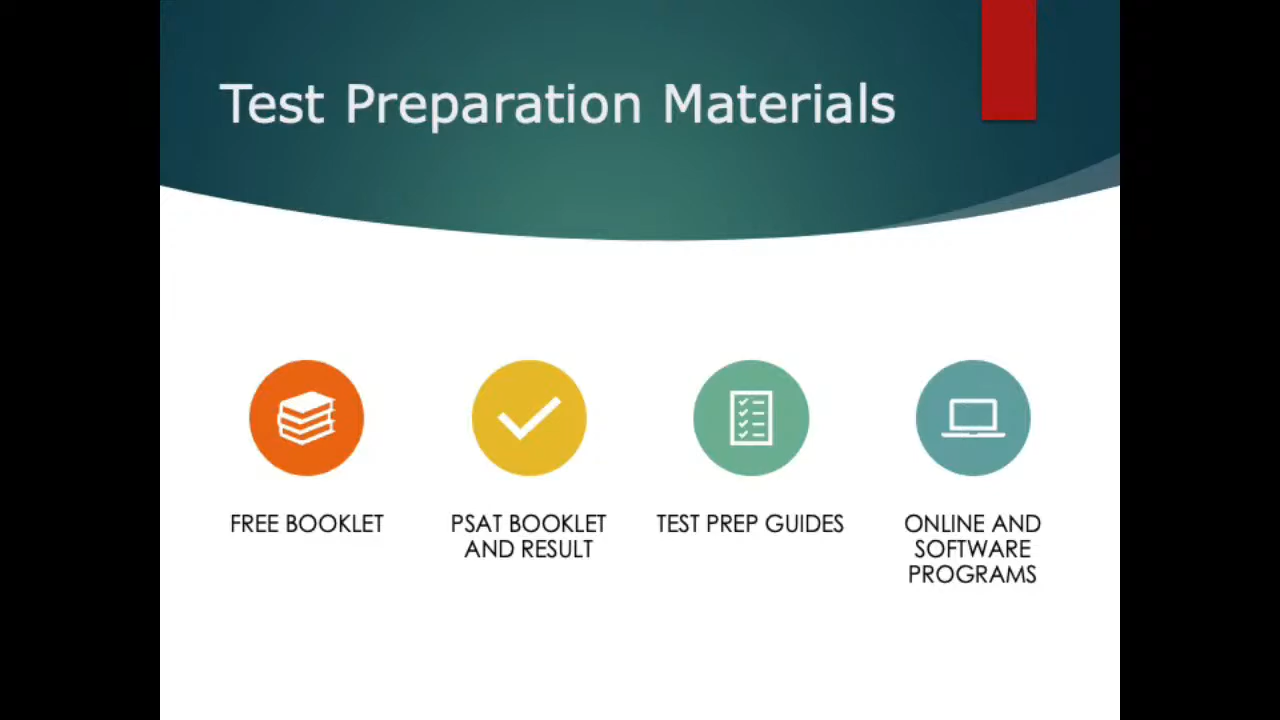 Test Preparation Materials
FREE BOOKLET
PSAT BOOKLET
AND RESULT
TEST PREP GUIDES
ONLINE AND
SOFTWARE
PROGRAMS